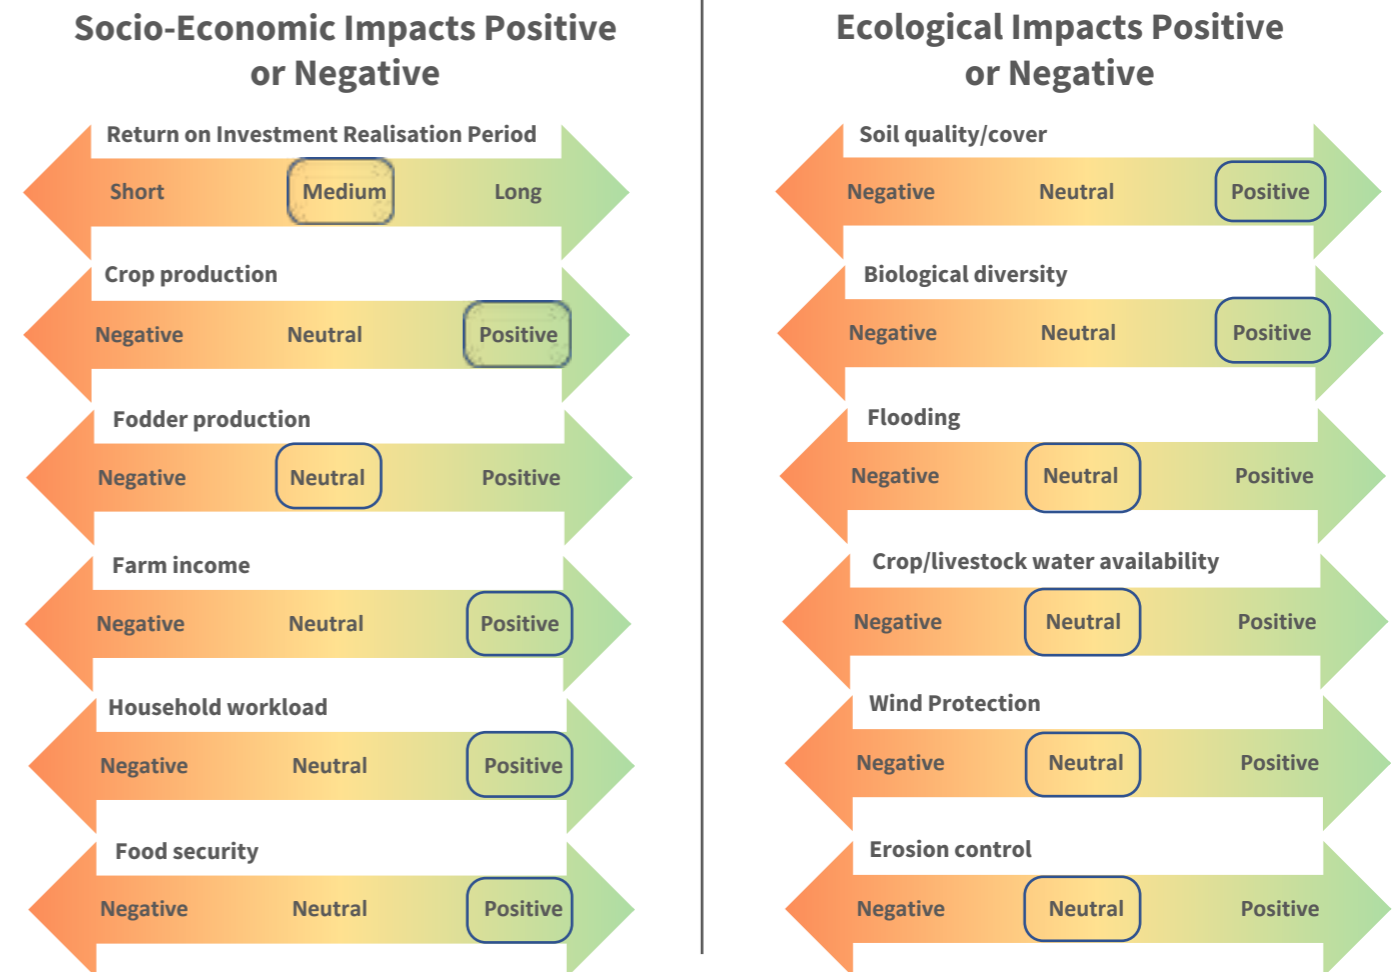 Socio-Economic Impacts Positive
or Negative
Return on Investment Realisation Period
Short Medium Long
Crop production
Negative Neutral Positive
Fodder production
Negative Neutral Positive
Farm income
Negative Neutral Positive
Household workload
Negative Neutral Positive
Food security
Negative Neutral Positive
Ecological Impacts Positive
or Negative
Soil quality/cover
Negative Neutral Positive
Biological diversity
Negative Neutral Positive
Flooding
Negative Neutral Positive
Crop/livestock water availability
Negative Neutral Positive
Wind Protection
Negative Neutral Positive
Erosion control
Negative Neutral Positive